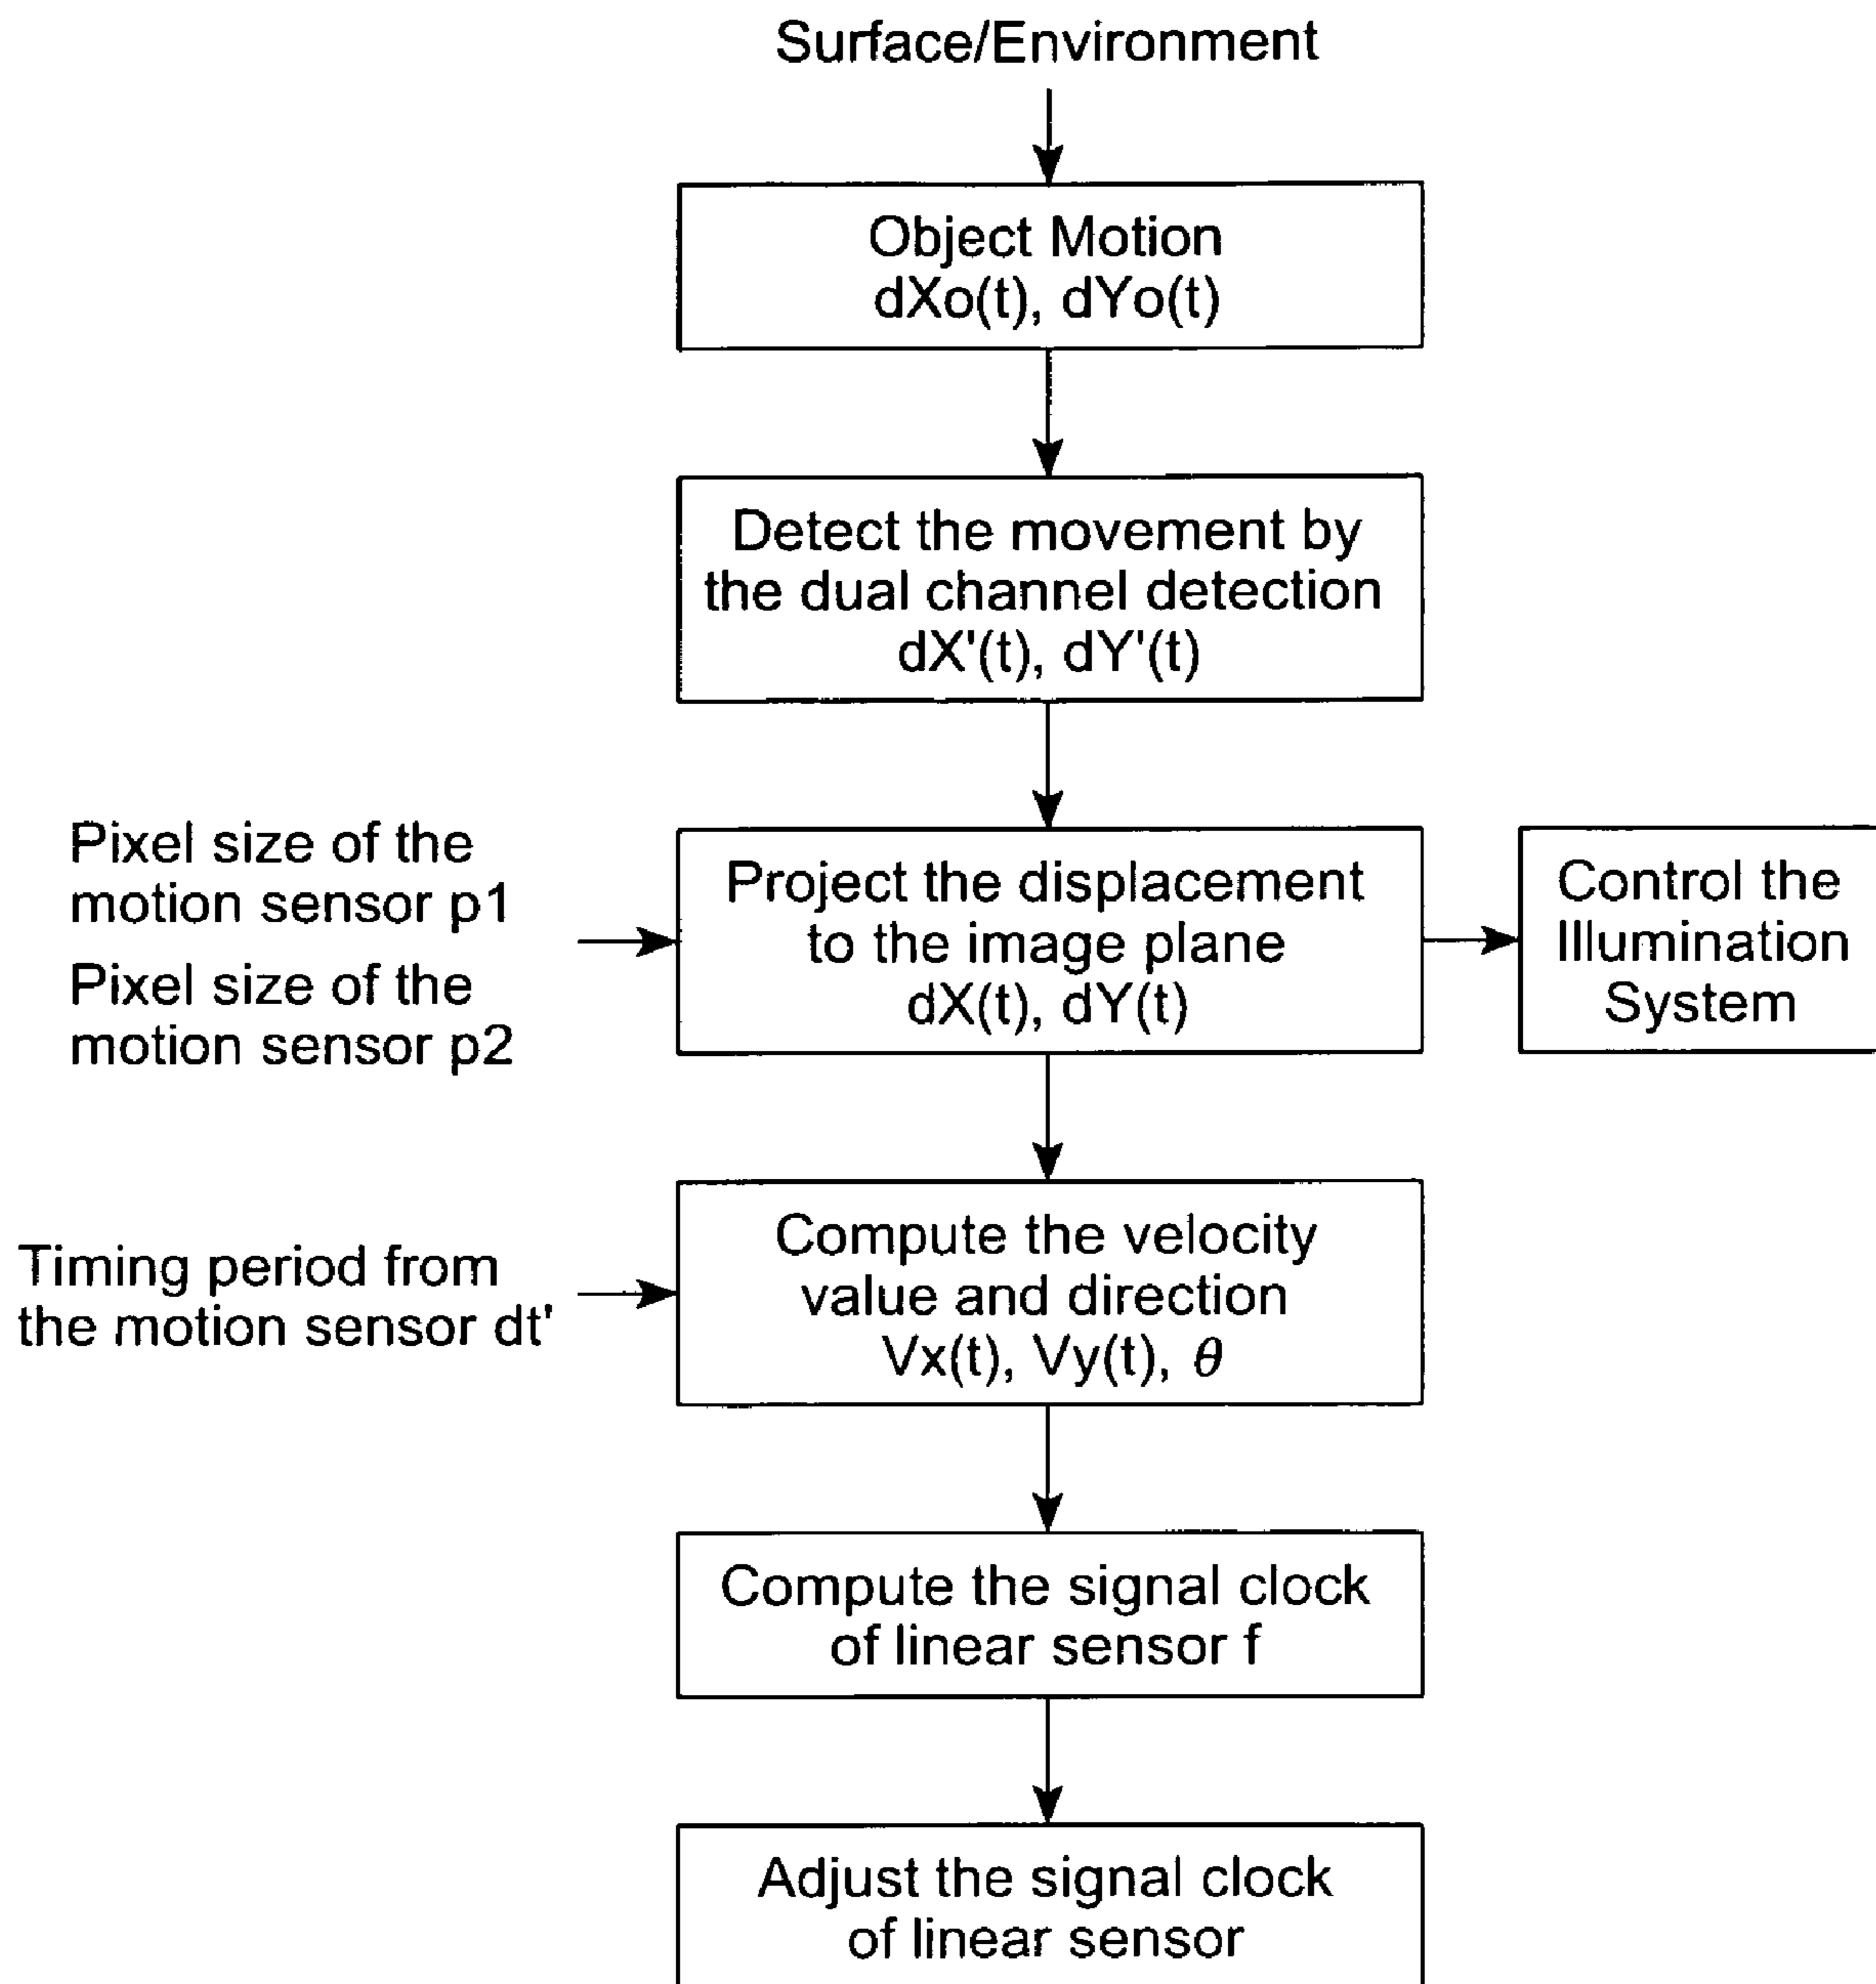 Surface/Environment
Object Motion
dXo(t), dYo(t)
Detect the movement by
the dual channel detection
dX'(t), dY'(t)
Pixel size of the
motion sensor p1
Pixel size of the
motion sensor p2
Project the displacement
to the image plane
dX(t), dY(t)
Control the
Illumination
System
Timing period from
the motion sensor dt'
Compute the velocity
value and direction
Vx(t), Vy(t), θ
Compute the signal clock
of linear sensor f
Adjust the signal clock
of linear sensor